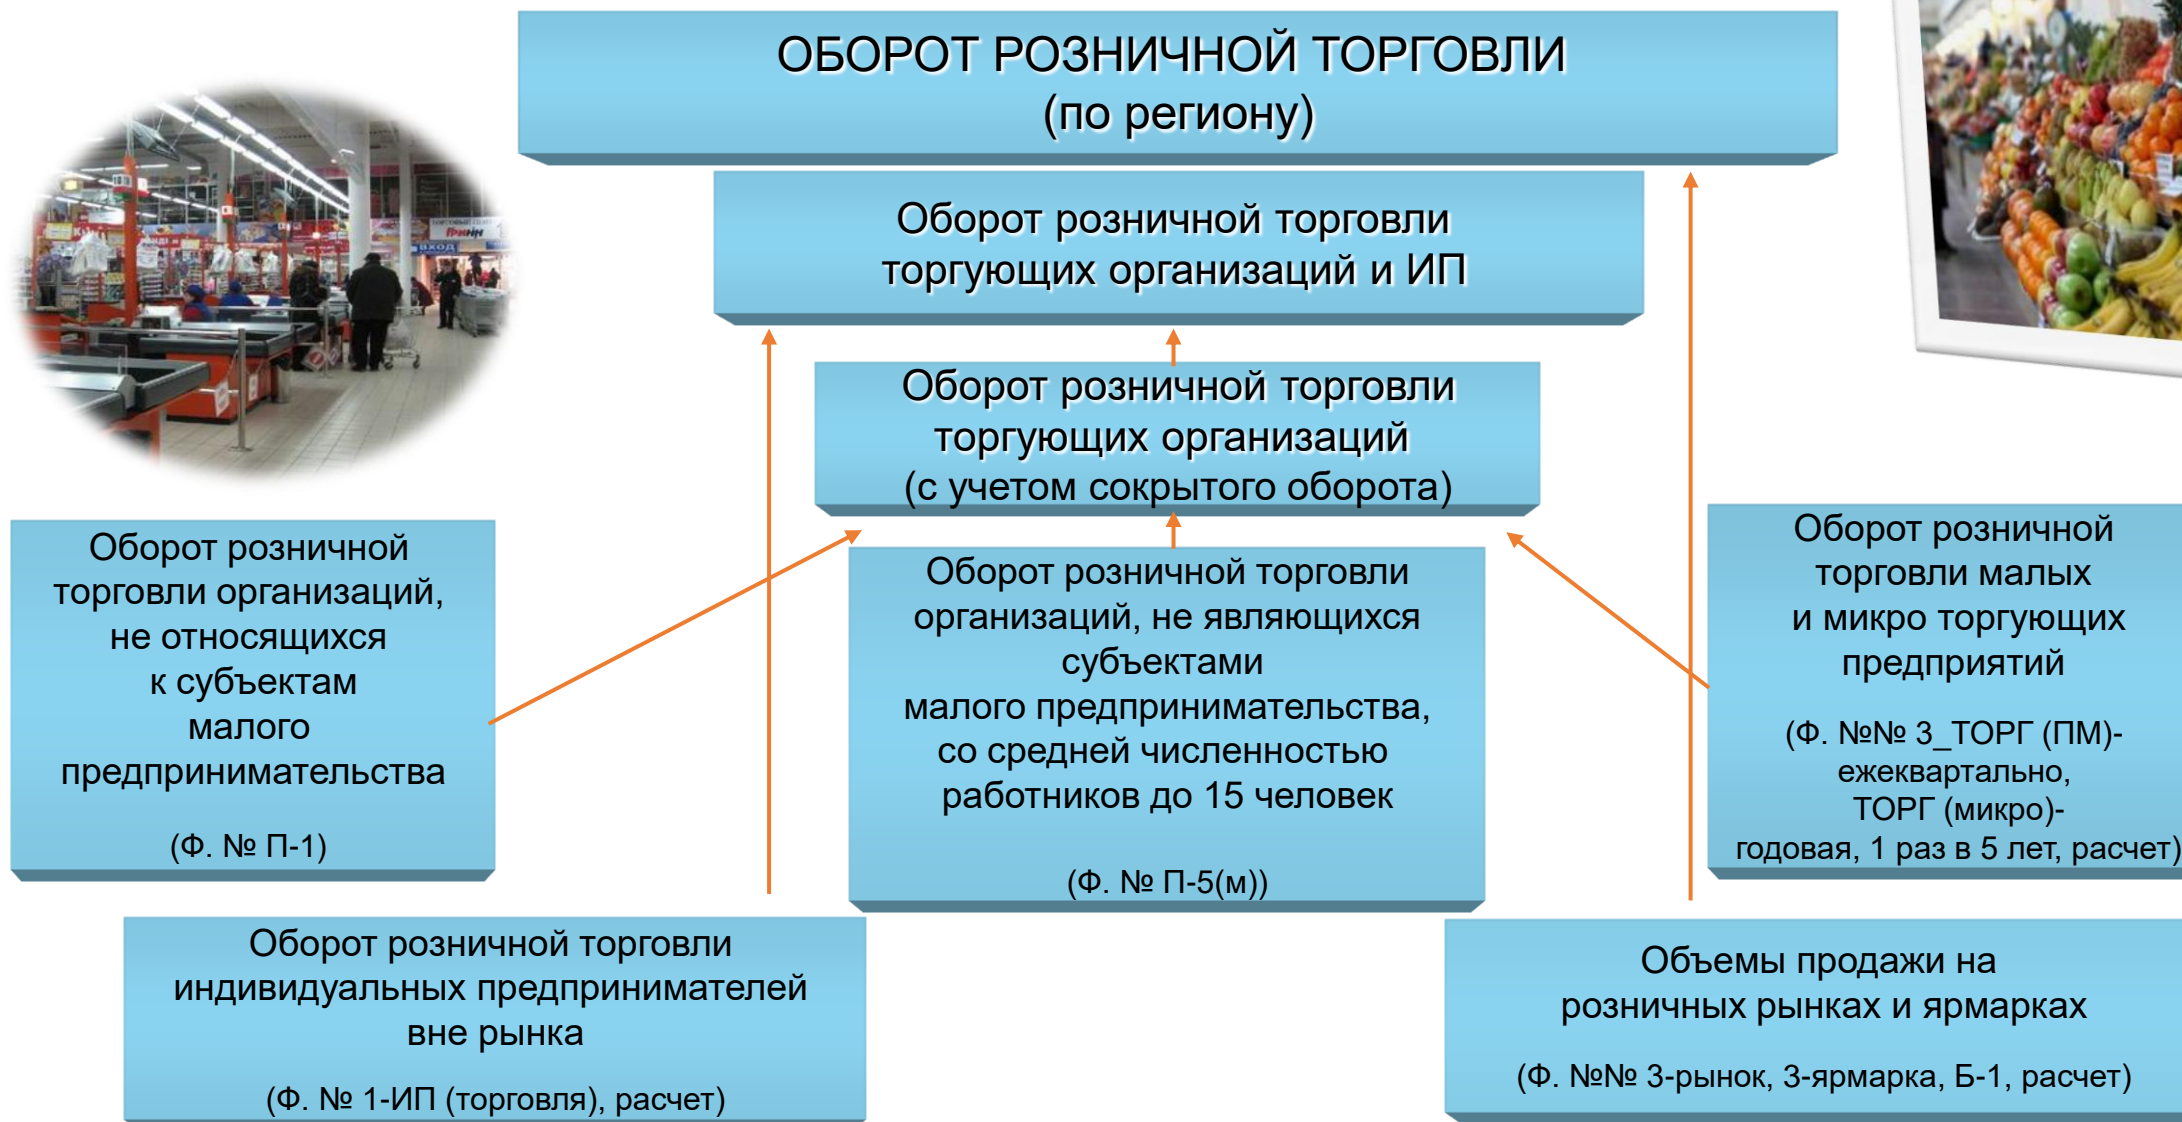 ОБОРОТ РОЗНИЧНОЙ ТОРГОВЛИ
(по региону)
Оборот розничной торговли
торгующих организаций и ИП
Оборот розничной торговли
торгующих организаций
(с учетом сокрытого оборота)
Оборот розничной
торговли организаций,
не относящихся
к субъектам
малого
предпринимательства
(Ф. № П-1)
Оборот розничной торговли
организаций, не являющихся
субъектами
малого предпринимательства,
со средней численностью
работников до 15 человек
(Ф. № П-5(м))
Оборот розничной
торговли малых
и микро торгующих
предприятий
(Ф. №№ 3_ТОРГ (ПМ)-
ежеквартально,
ТОРГ (микро)-
годовая, 1 раз в 5 лет, расчет)
Оборот розничной торговли
индивидуальных предпринимателей
вне рынка
(Ф. № 1-ИП (торговля), расчет)
Объемы продажи на
розничных рынках и ярмарках
(Ф. №№ 3-рынок, 3-ярмарка, Б-1, расчет)
ВХОД